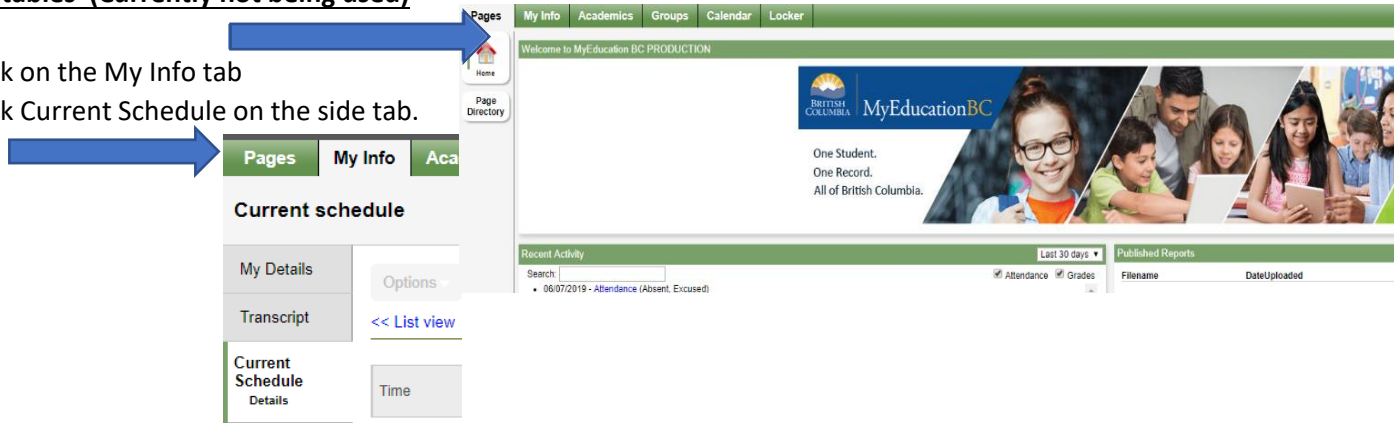 tables (Currently not being used)
k on the My Info tab
k Current Schedule on the side tab.
Pages My Info Academics Groups Calendar Locker
Home
Page
Directory
Welcome to MyEducation BC PRODUCTION
BRITISH
COLUMBIA
MyEducationBC
One Student.
One Record.
All of British Columbia.
Recent Activity Last 30 days
Search:
Attendance Grades
06/07/2019 - Attendance (Absent, Excused)
Published Reports
Filename DateUploaded
Pages My Info Aca
Current schedule
My Details
Transcript
Current
Schedule
Details
Options
<< List view
Time